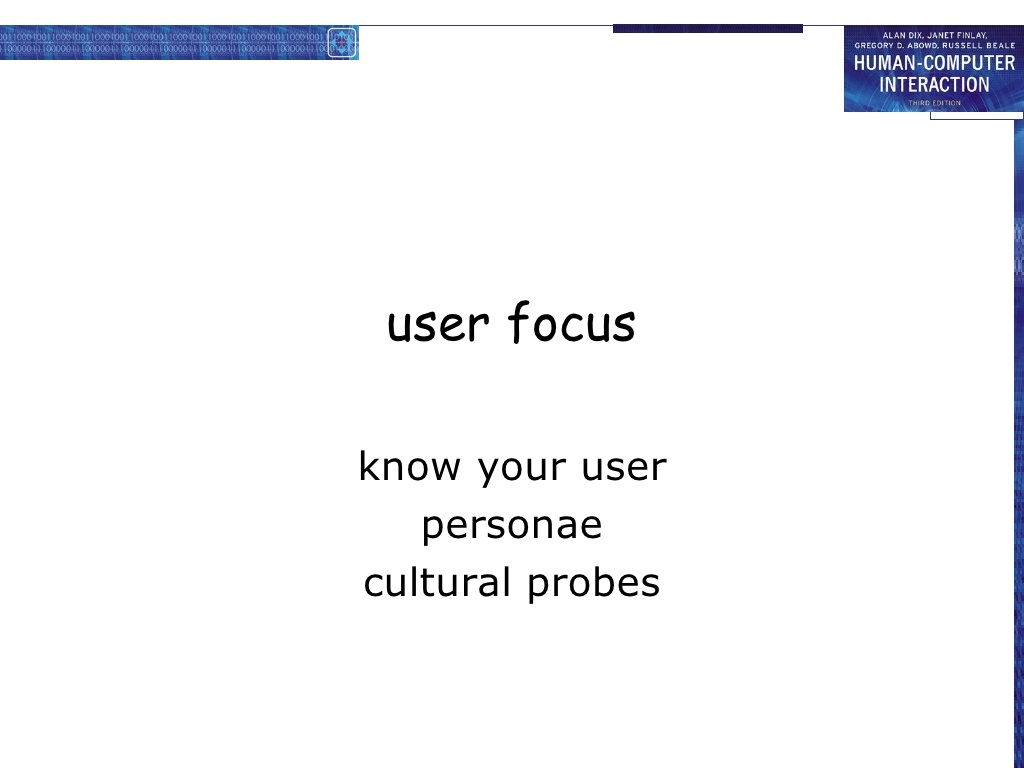 ALAN DIX, JANET FINLAY,
GREGORY D. ABOWD, RUSSELL BEALE
HUMAN-COMPUTER
INTERACTION
THIRD EDITION
user focus
know your user
personae
cultural probes